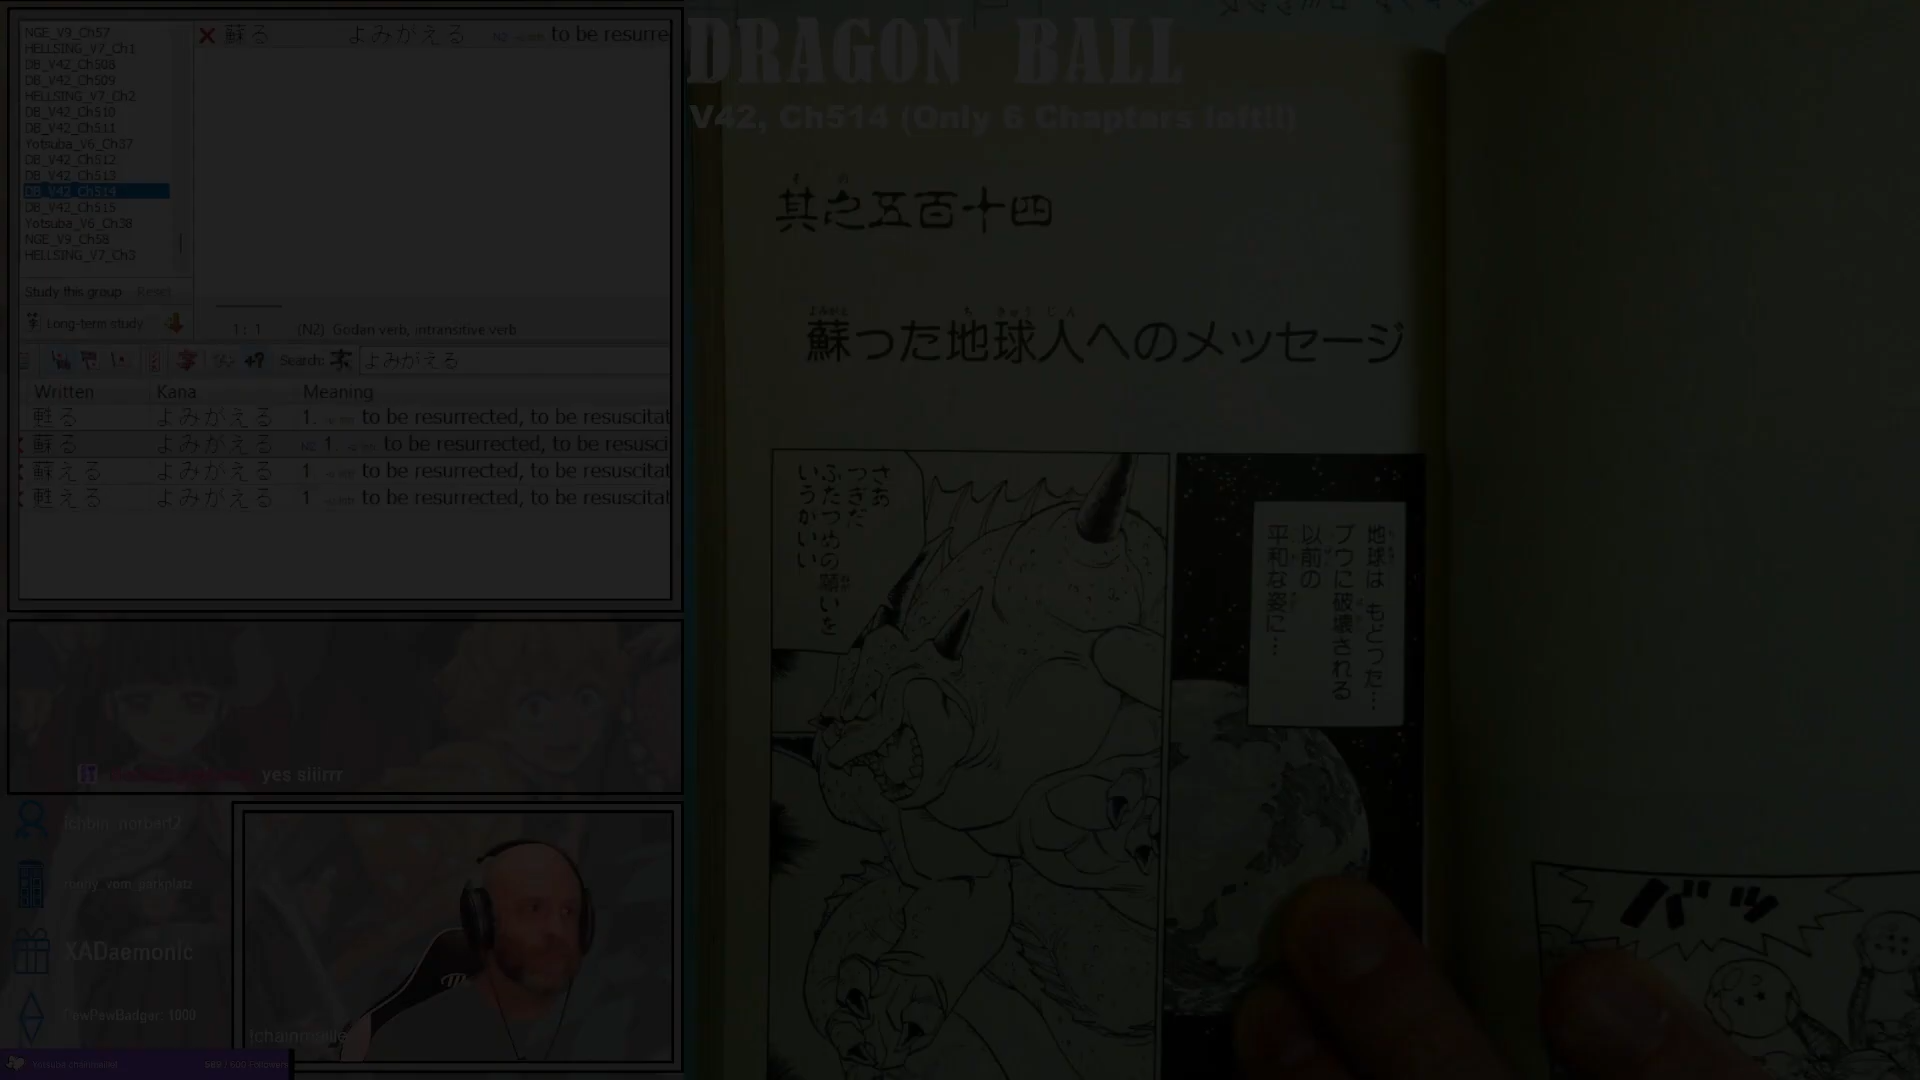 NGE_V9_Ch57
HELLSING_V7_Ch1
DB_V42_Ch508
DB_V42_Ch509
HELLSING_V7_Ch2
DB_V42_Ch510
DB_V42_Ch511
Yotsuba_V6_Ch37
DB_V42_Ch512
DB_V42_Ch513
DB_V42_Ch514
DB_V42_Ch515
Yotsuba_V6_Ch38
NGE_V9_Ch58
HELLSING_V7_Ch3
Study this group Reset
Long-term study
蘇る よみがえる N2 to be resurre
1: 1 (N2) Godan verb, intransitive verb
Search: よみがえる
Written Kana Meaning
甦る よみがえる 1. to be resurrected, to be resuscitat
蘇る よみがえる N2 1. to be resurrected, to be resusci
蘇える よみがえる 1. to be resurrected, to be resuscitat
甦える よみがえる 1 to be resurrected, to be resuscitat
yes siiirrr
ichbin_norbert2
ronny_vom_parkplatz
XADaemonic
PawPawBadger: 1000
DRAGON BALL
V42, Ch514 (Only 6 Chapters left!!)
其之五百十四
蘇った地球人へのメッセージ
地球は もどった…
ブウに破壊される
以前の
平和な姿に…
さあ
つぎだ
ふたつめの願いを
いうがいい
バッ